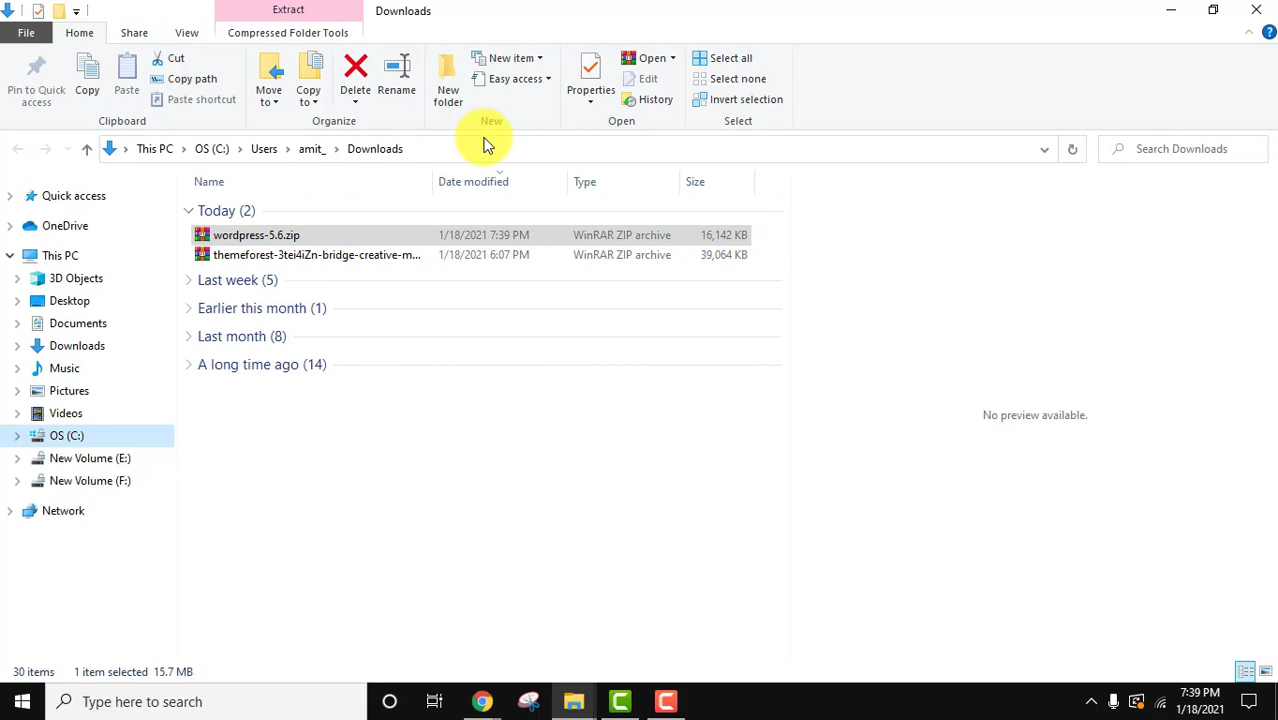 Extract
Downloads
File
Home
Share
View
Compressed Folder Tools
Pin to Quick access
Copy
Paste
Cut
Copy path
Paste shortcut
Clipboard
Move to
Copy to
Delete
Rename
Organize
New folder
New item
Easy access
New
Properties
Open
Edit
History
Open
Select all
Select none
Invert selection
Select
This PC
OS (C:)
Users
amit_
Downloads
Search Downloads
Name
Date modified
Type
Size
Quick access
OneDrive
This PC
3D Objects
Desktop
Documents
Downloads
Music
Pictures
Videos
OS (C:)
New Volume (E:)
New Volume (F:)
Network
Today (2)
wordpress-5.6.zip 1/18/2021 7:39 PM WinRAR ZIP archive 16,142 KB
themeforest-3tei4iZn-bridge-creative-m... 1/18/2021 6:07 PM WinRAR ZIP archive 39,064 KB
Last week (5)
Earlier this month (1)
Last month (8)
A long time ago (14)
No preview available.
30 items 1 item selected 15.7 MB
Type here to search
7:39 PM
1/18/2021